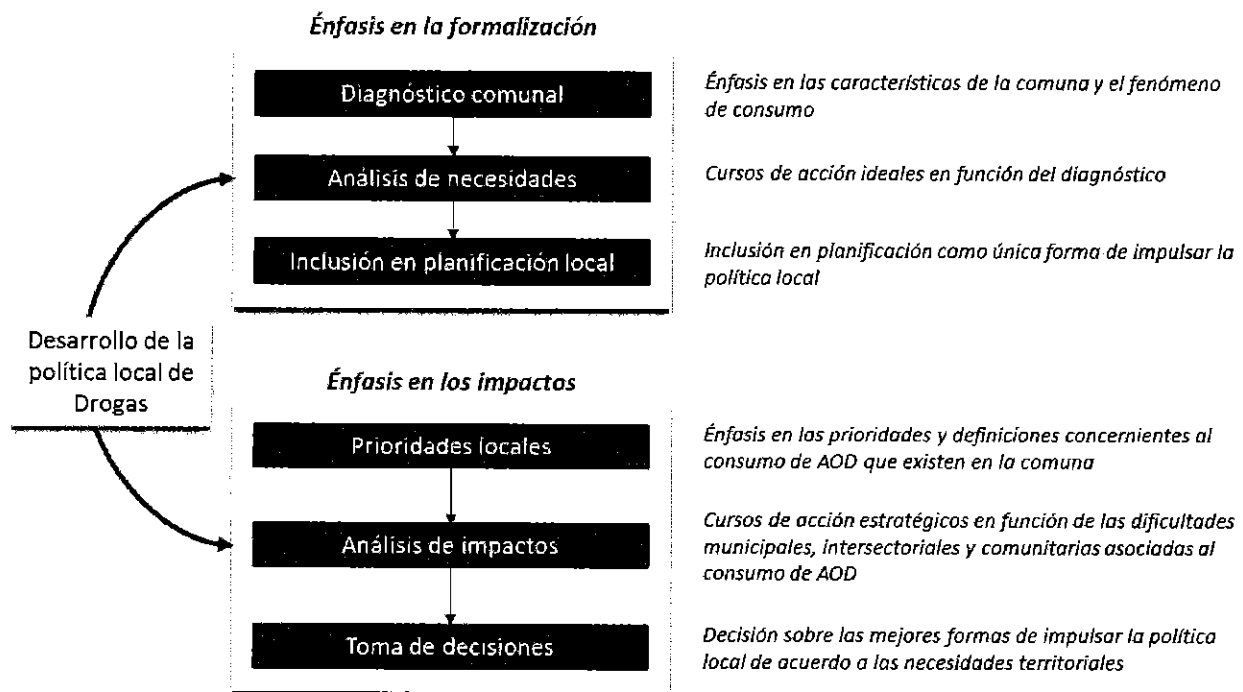 Énfasis en la formalización
Diagnóstico comunal
Énfasis en las características de la comuna y el fenómeno
de consumo
Análisis de necesidades
Cursos de acción ideales en función del diagnóstico
Inclusión en planificación local
Inclusión en planificación como única forma de impulsar la
política local
Desarrollo de la
política local de
Drogas
Énfasis en los impactos
Prioridades locales
Énfasis en las prioridades y definiciones concernientes al
consumo de AOD que existen en la comuna
Análisis de impactos
Cursos de acción estratégicos en función de las dificultades
municipales, intersectoriales y comunitarias asociadas al
consumo de AOD
Toma de decisiones
Decisión sobre las mejores formas de impulsar la política
local de acuerdo a las necesidades territoriales